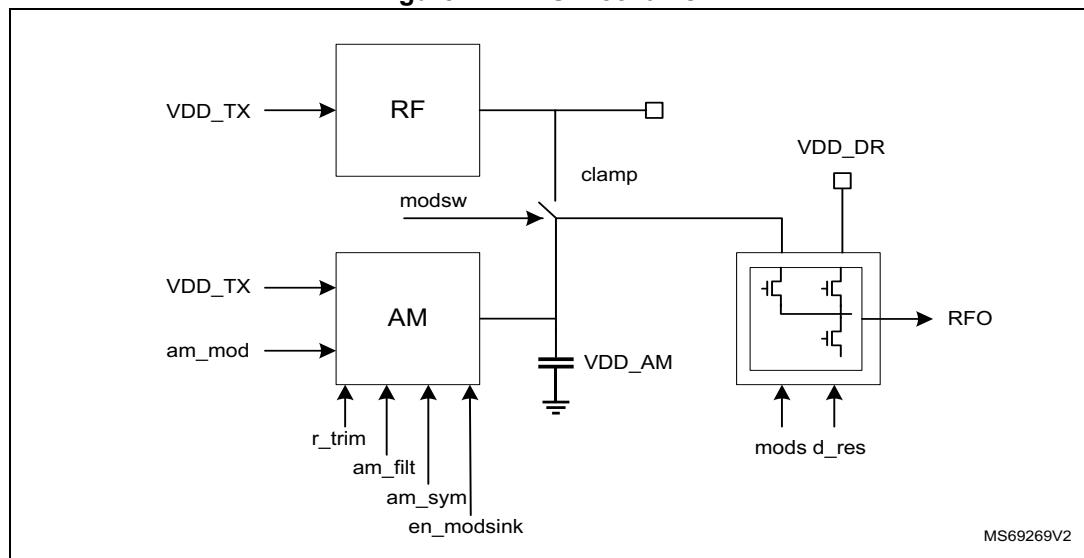 VDD_TX
RF
VDD_DR
clamp
modsw
VDD_TX
AM
RFO
am_mod
VDD_AM
r_trim
mods d_res
am_filt
am_sym
en_modsink
MS69269V2